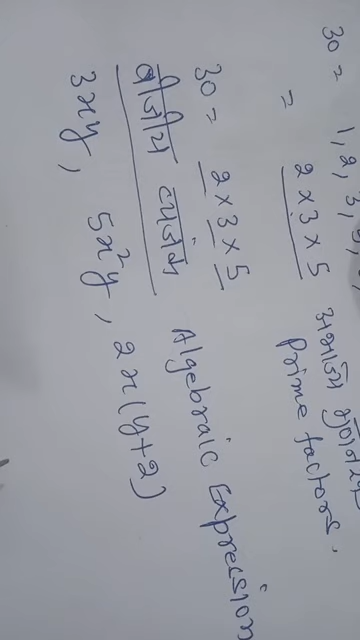 30 = 1, 2, 3,
= 2 × 3 × 5 अभाज्य
Prime factors.
30 = 2 × 3 × 5
बीजीय व्यंजक Algebraic Expression
3xy, 5x²y, 2x(y+2)